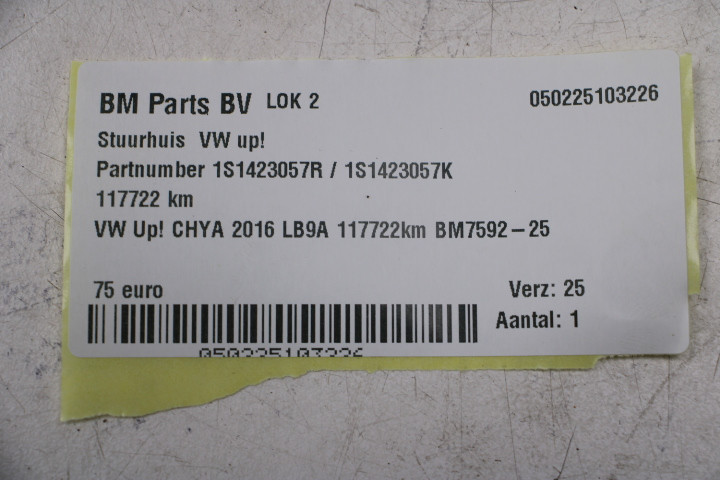 BM Parts BV LOK 2 050225103226
Stuurhuis VW up!
Partnumber 1S1423057R / 1S1423057K
117722 km
VW Up! CHYA 2016 LB9A 117722km BM7592-25
75 euro Verz: 25
Aantal: 1
050225103226